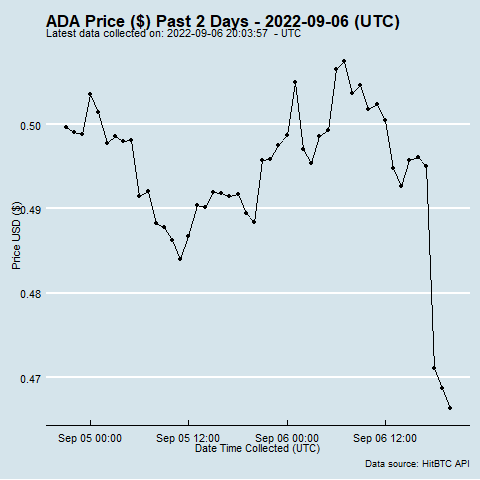 ADA Price ($) Past 2 Days - 2022-09-06 (UTC)
Latest data collected on: 2022-09-06 20:03:57 - UTC
0.50
0.49
0.48
0.47
Price USD ($)
Sep 05 00:00 Sep 05 12:00 Sep 06 00:00 Sep 06 12:00
Date Time Collected (UTC)
Data source: HitBTC API